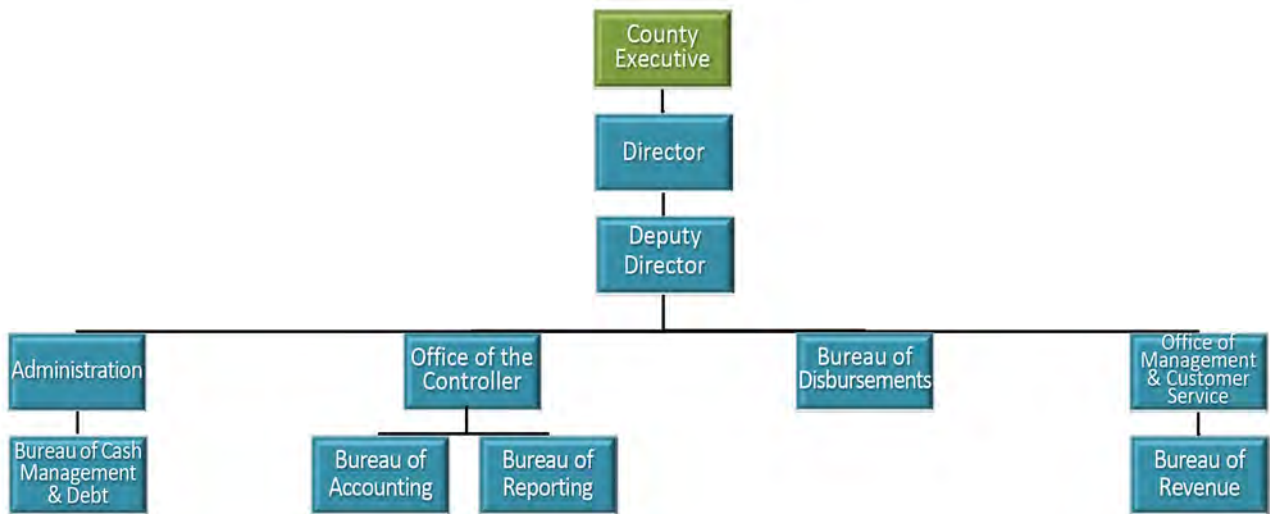 County
Executive
Director
Deputy
Director
Administration
Office of the
Controller
Bureau of
Disbursements
Office of
Management
& Customer
Service
Bureau of Cash
Management
& Debt
Bureau of
Accounting
Bureau of
Reporting
Bureau of
Revenue